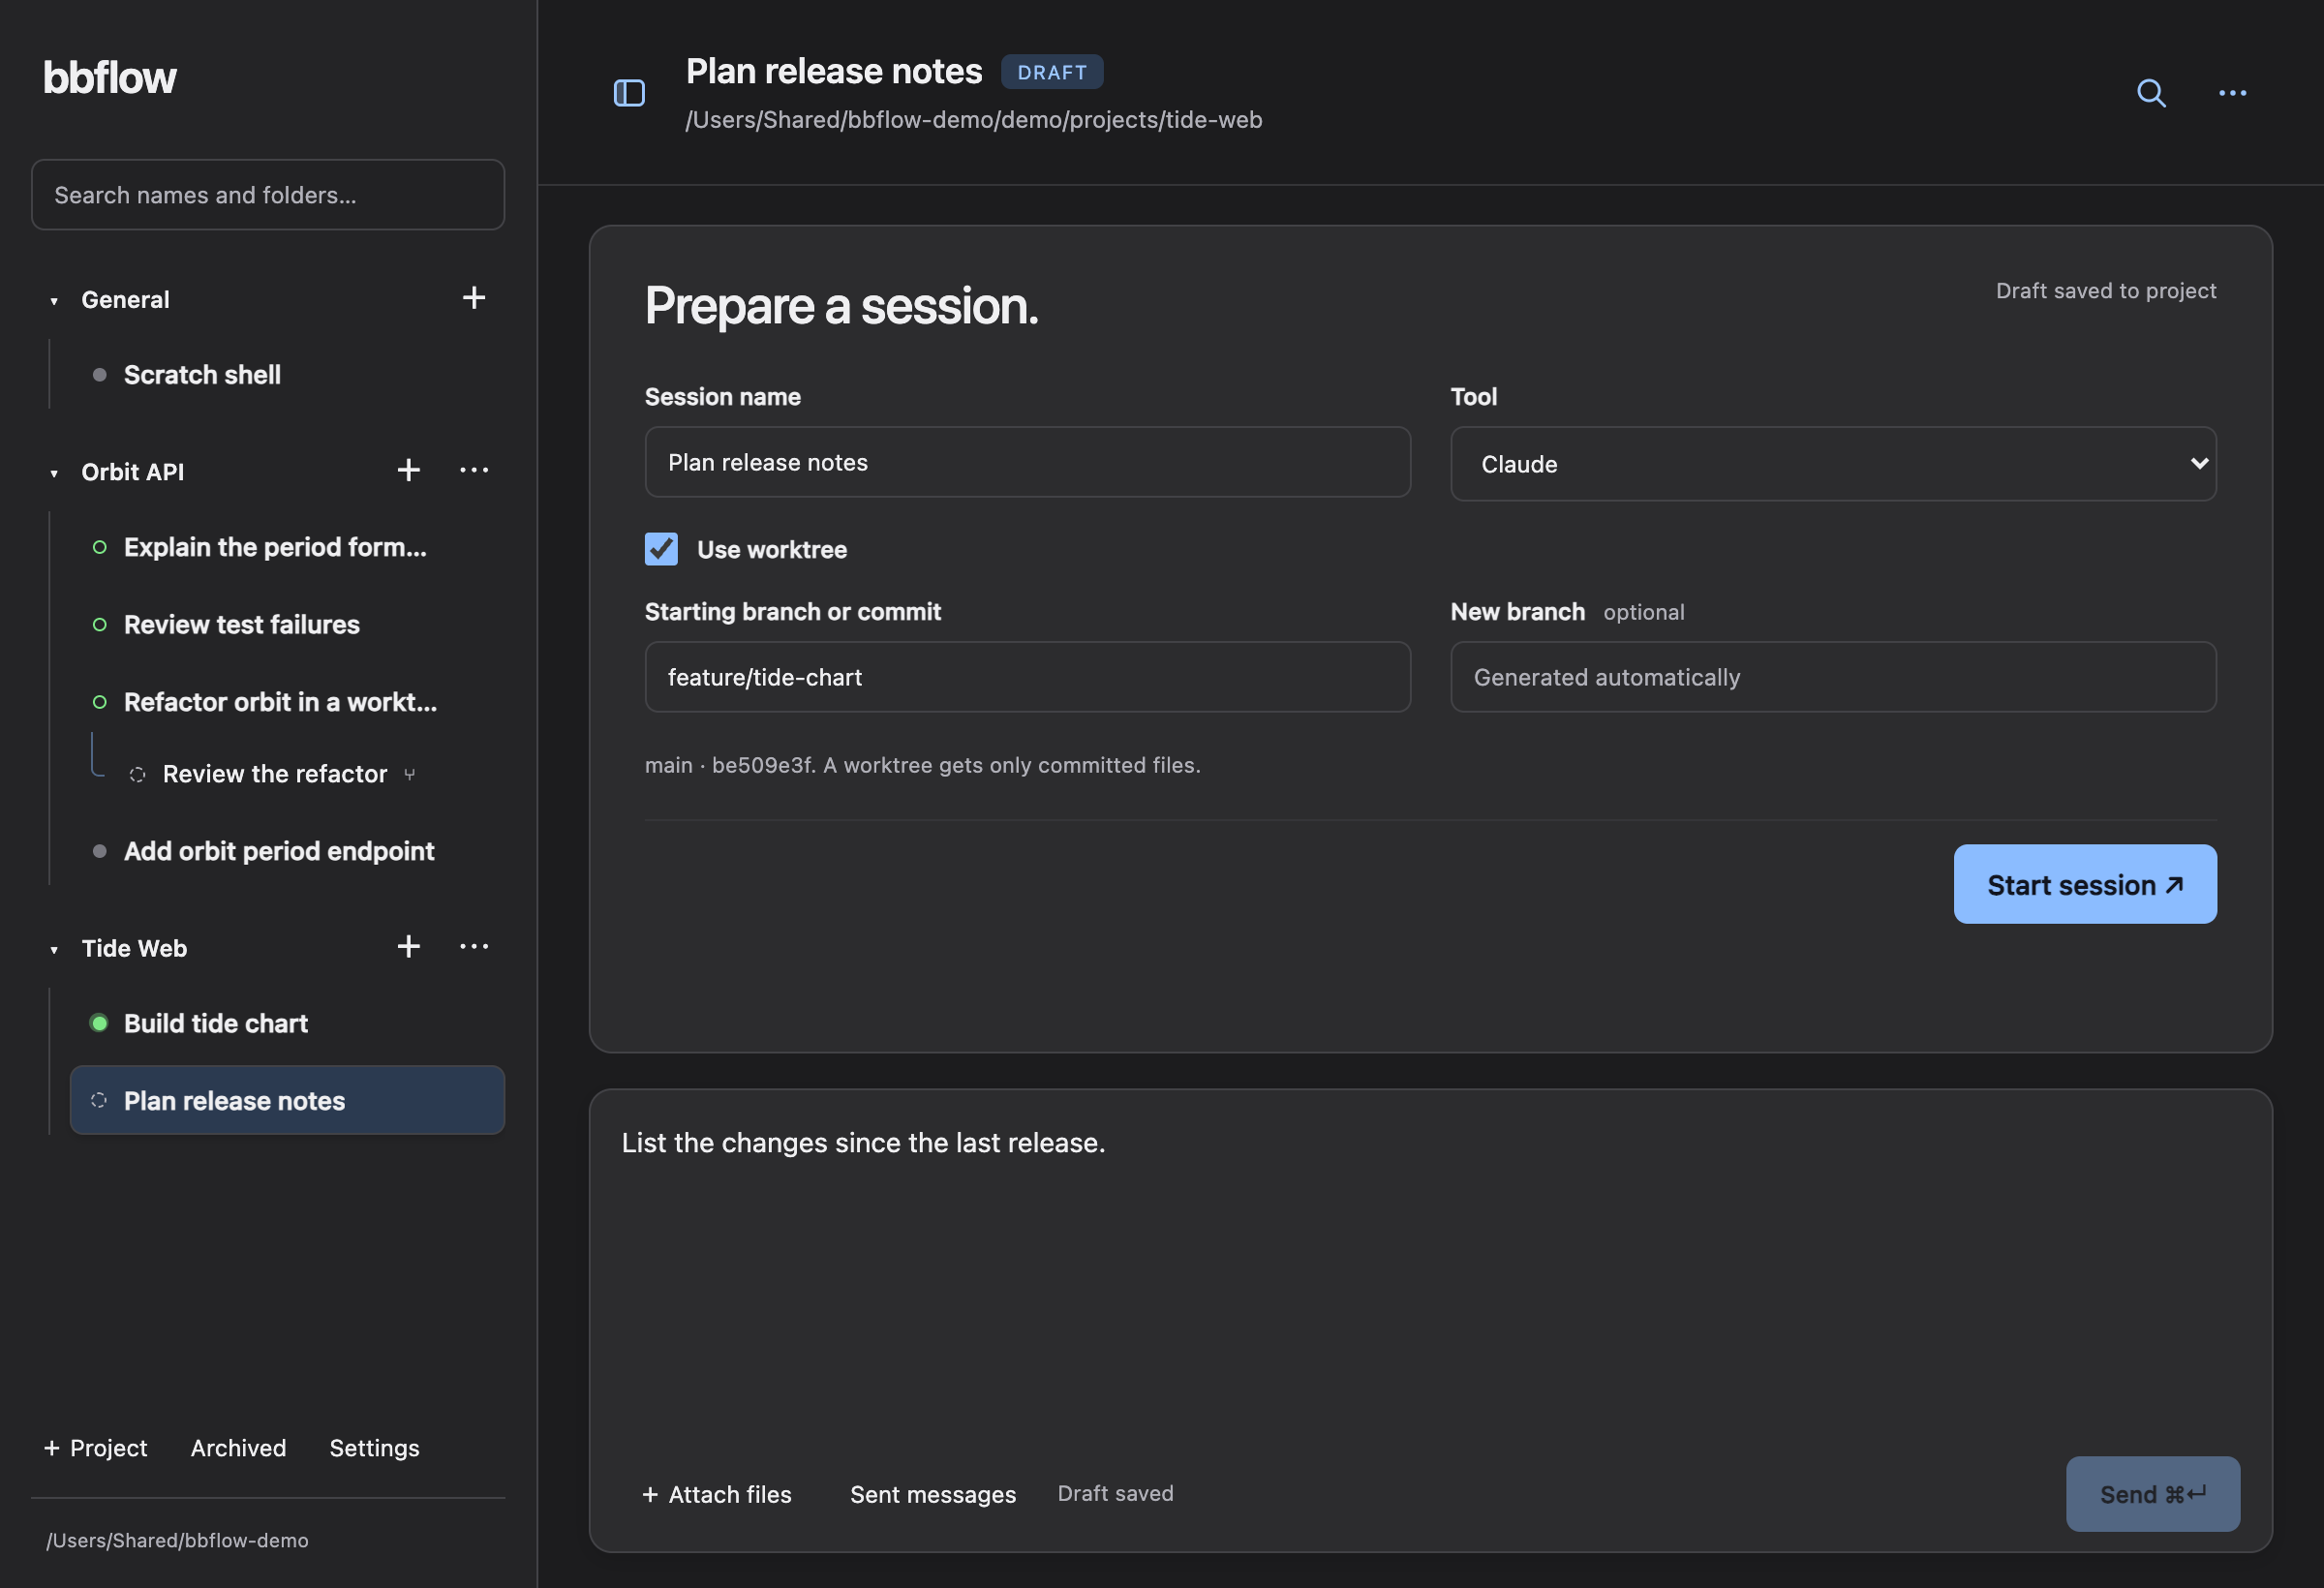 bbflow
Search names and folders...
General
Scratch shell
Orbit API
Explain the period form...
Review test failures
Refactor orbit in a workt...
Review the refactor
Add orbit period endpoint
Tide Web
Build tide chart
Plan release notes
+ Project Archived Settings
/Users/Shared/bbflow-demo
Plan release notes DRAFT
/Users/Shared/bbflow-demo/demo/projects/tide-web
Prepare a session.
Draft saved to project
Session name Tool
Plan release notes Claude
Use worktree
Starting branch or commit New branch optional
feature/tide-chart Generated automatically
main · be509e3f. A worktree gets only committed files.
Start session ↗
List the changes since the last release.
+ Attach files Sent messages Draft saved
Send ⌘↵